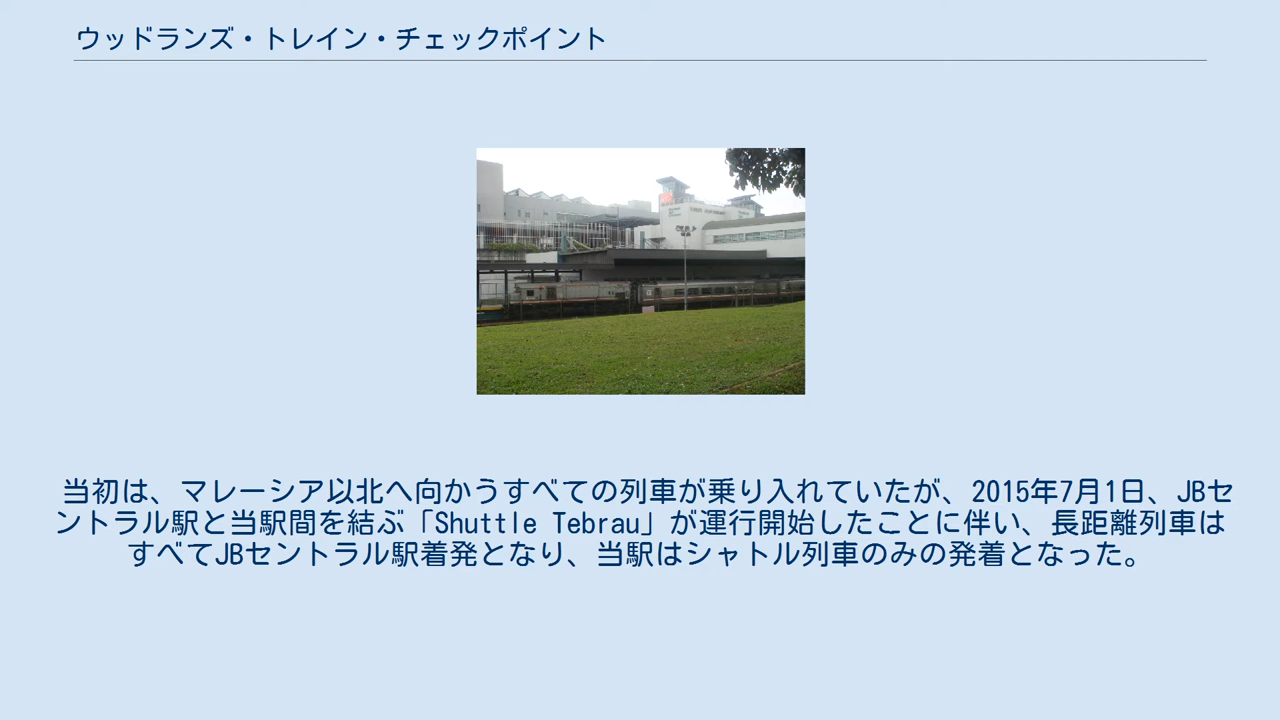 ウッドランズ・トレイン・チェックポイント
当初は、マレーシア以北へ向かうすべての列車が乗り入れていたが、2015年7月1日、JBセ
ントラル駅と当駅間を結ぶ「Shuttle Tebrau」が運行開始したことに伴い、長距離列車は
すべてJBセントラル駅着発となり、当駅はシャトル列車のみの発着となった。